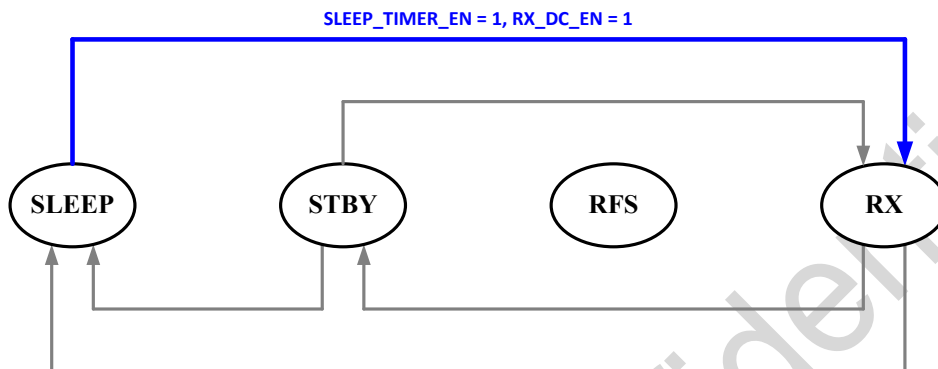 SLEEP_TIMER_EN = 1, RX_DC_EN = 1
SLEEP STBY RFS RX